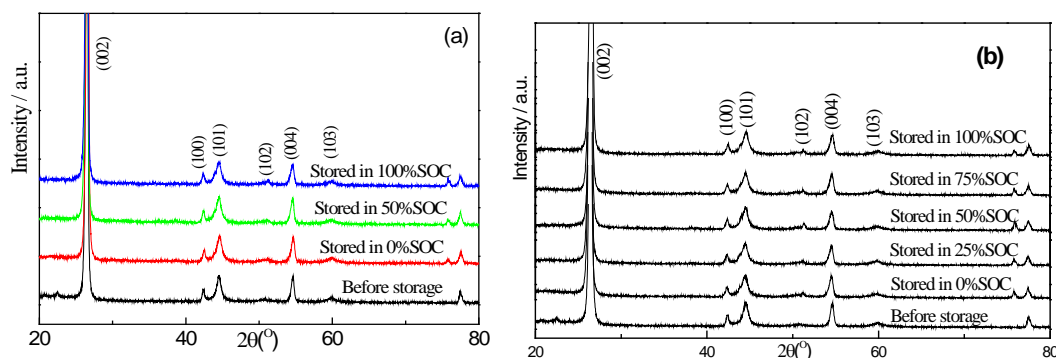 (a)
(002)
(100)
(101)
(102)
(004)
(103)
Stored in 100%SOC
Stored in 50%SOC
Stored in 0%SOC
Before storage
Intensity / a.u.
20
40
60
80
2θ(°)
(b)
(002)
(100)
(101)
(102)
(004)
(103)
Stored in 100%SOC
Stored in 75%SOC
Stored in 50%SOC
Stored in 25%SOC
Stored in 0%SOC
Before storage
Intensity / a.u.
20
40
60
80
2θ(°)